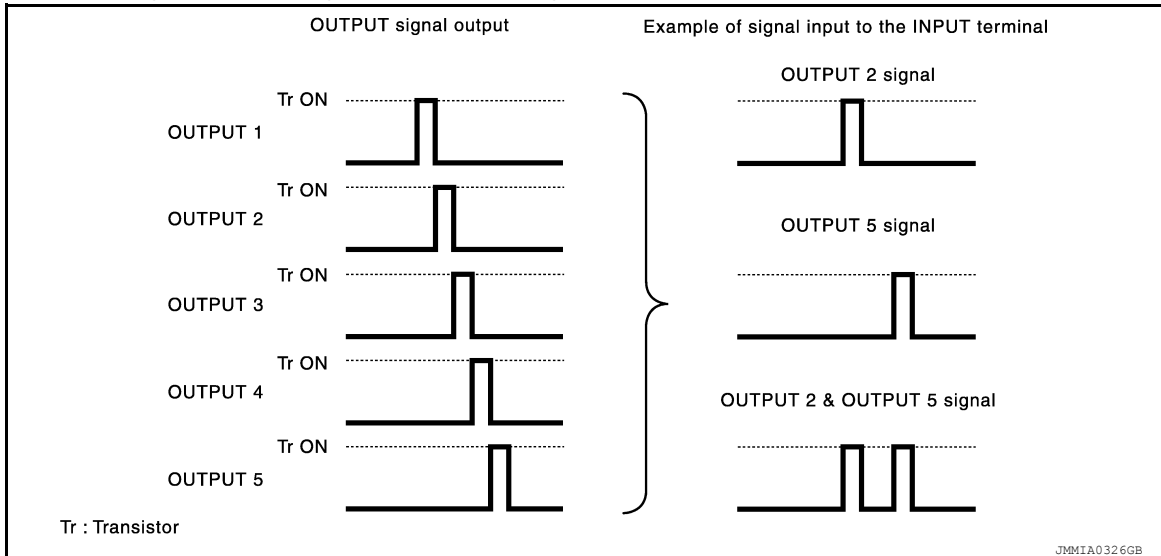 OUTPUT signal output
Example of signal input to the INPUT terminal
OUTPUT 2 signal
Tr ON
OUTPUT 1
Tr ON
OUTPUT 2
OUTPUT 5 signal
Tr ON
OUTPUT 3
Tr ON
OUTPUT 4
OUTPUT 2 & OUTPUT 5 signal
Tr ON
OUTPUT 5
Tr : Transistor
JMMIA0326GB